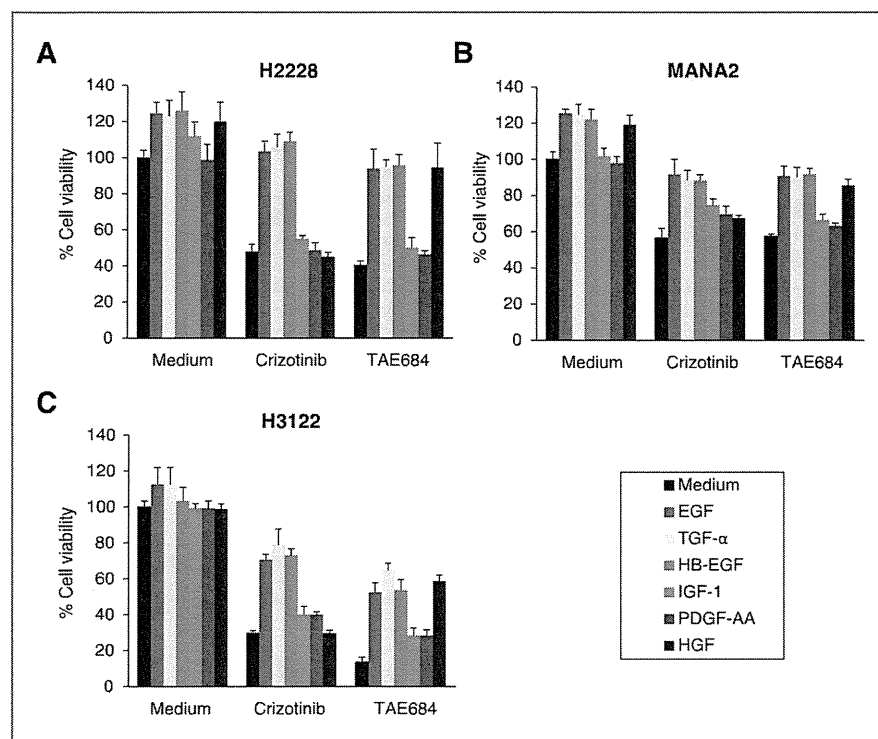 A
H2228
140
120
100
80
60
40
20
0
% Cell viability
Medium Crizotinib TAE684
B
MANA2
140
120
100
80
60
40
20
0
% Cell viability
Medium Crizotinib TAE684
C
H3122
140
120
100
80
60
40
20
0
% Cell viability
Medium Crizotinib TAE684
Medium
EGF
TGF-α
HB-EGF
IGF-1
PDGF-AA
HGF